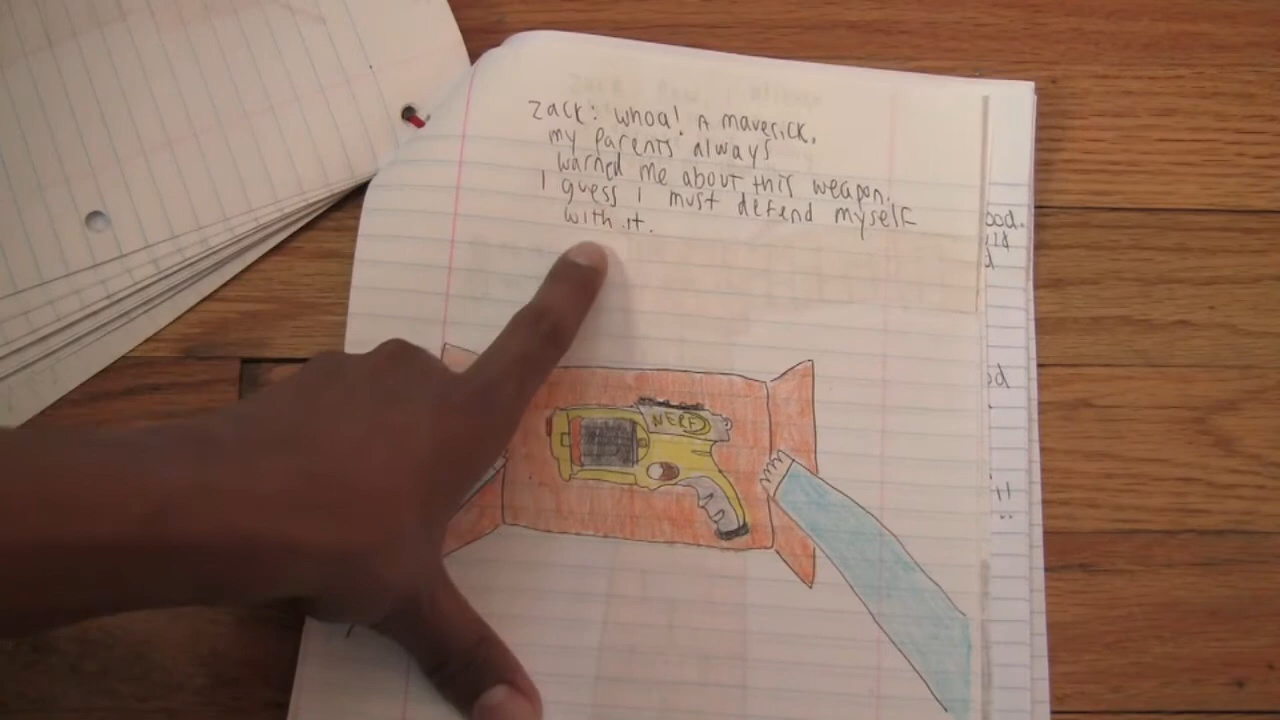 Zack: whoa! A maverick.
my parents always
warned me about this weapon.
I guess I must defend myself
with it.
NERF